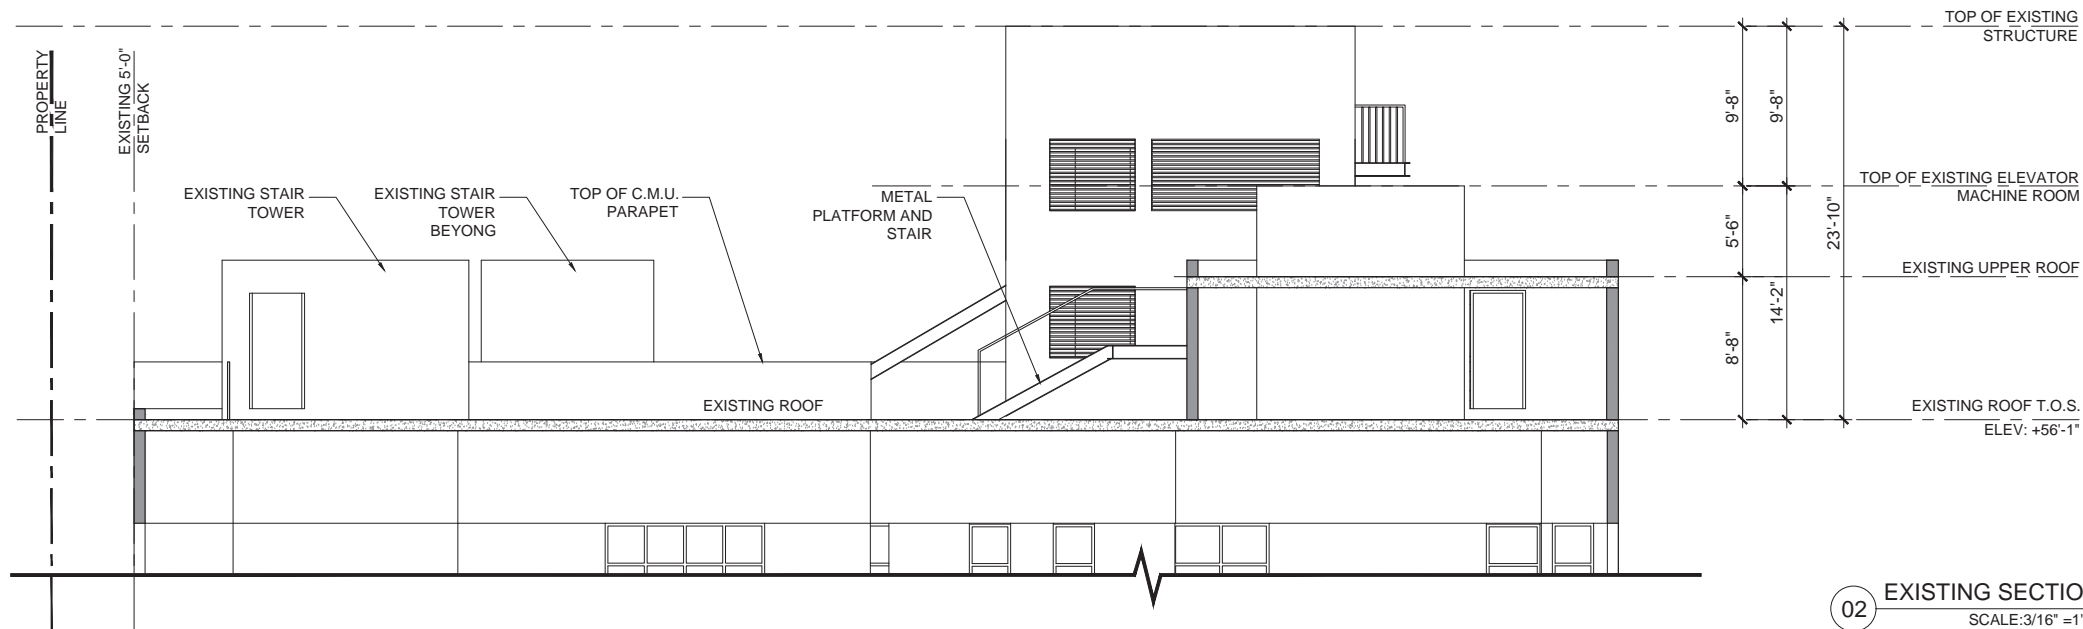 TOP OF EXISTING
STRUCTURE
PROPERTY
LINE
EXISTING 5'-0"
SETBACK
9'-8"
9'-8"
EXISTING STAIR
TOWER
EXISTING STAIR
TOWER
BEYONG
TOP OF C.M.U.
PARAPET
METAL
PLATFORM AND
STAIR
TOP OF EXISTING ELEVATOR
MACHINE ROOM
5'-6"
23'-10"
EXISTING UPPER ROOF
14'-2"
8'-8"
EXISTING ROOF
EXISTING ROOF T.O.S.
ELEV: +56'-1"
02
EXISTING SECTIO
SCALE:3/16" =1'